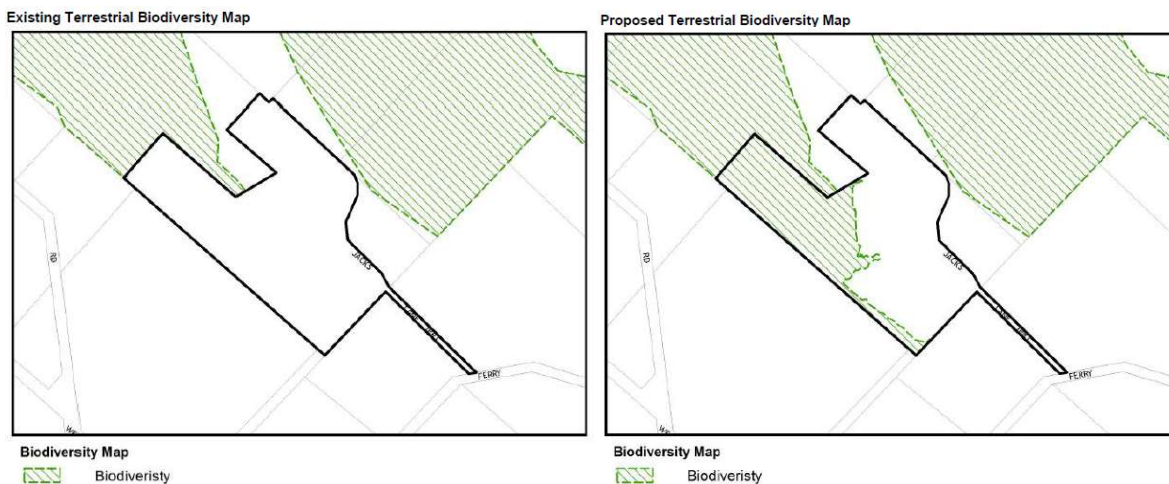 Existing Terrestrial Biodiversity Map
Proposed Terrestrial Biodiversity Map
RD
JACKS
FERRY
Biodiversity Map
Biodiveristy
RD
JACKS
FERRY
Biodiversity Map
Biodiveristy